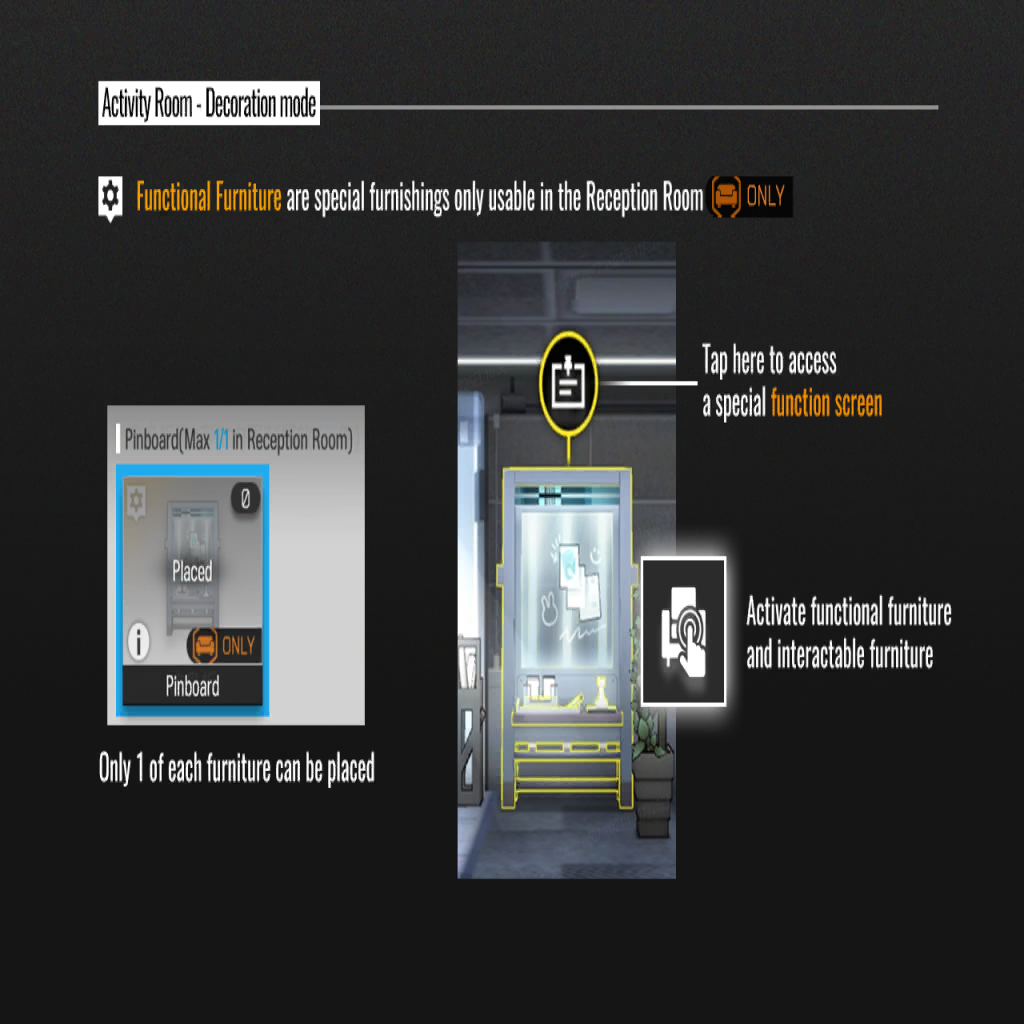 Activity Room - Decoration mode
Functional Furniture are special furnishings only usable in the Reception Room ONLY
Tap here to access
a special function screen
Pinboard(Max 1/1 in Reception Room)
0
Placed
i ONLY
Pinboard
Activate functional furniture
and interactable furniture
Only 1 of each furniture can be placed